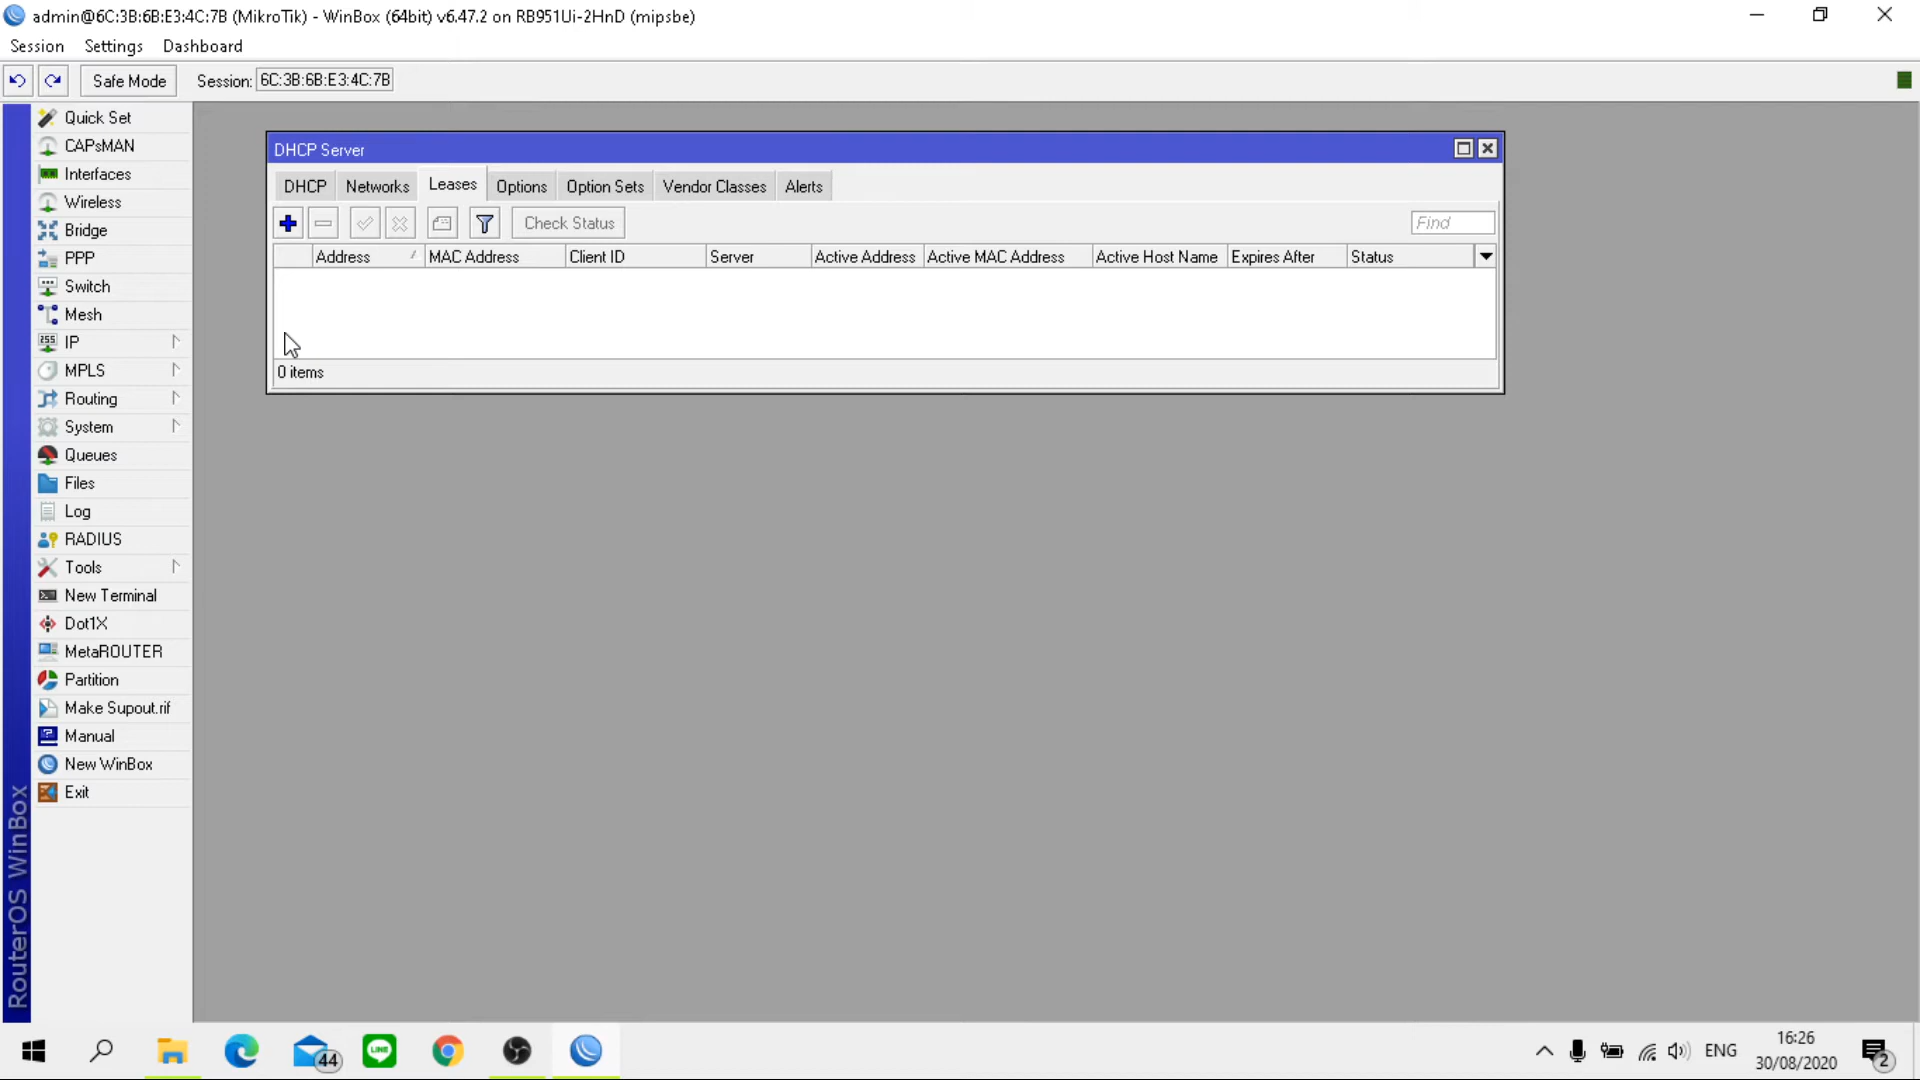 admin@6C:3B:6B:E3:4C:7B (MikroTik) - WinBox (64bit) v6.47.2 on RB951Ui-2HnD (mipsbe)
Session Settings Dashboard
Safe Mode Session: 6C:3B:6B:E3:4C:7B
Quick Set
CAPsMAN
Interfaces
Wireless
Bridge
PPP
Switch
Mesh
IP
MPLS
Routing
System
Queues
Files
Log
RADIUS
Tools
New Terminal
Dot1X
MetaROUTER
Partition
Make Supout.rif
Manual
New WinBox
Exit
RouterOS WinBox
DHCP Server
DHCP Networks Leases Options Option Sets Vendor Classes Alerts
Check Status Find
Address MAC Address Client ID Server Active Address Active MAC Address Active Host Name Expires After Status
0 items
255
44
LINE
ENG
16:26
30/08/2020
2